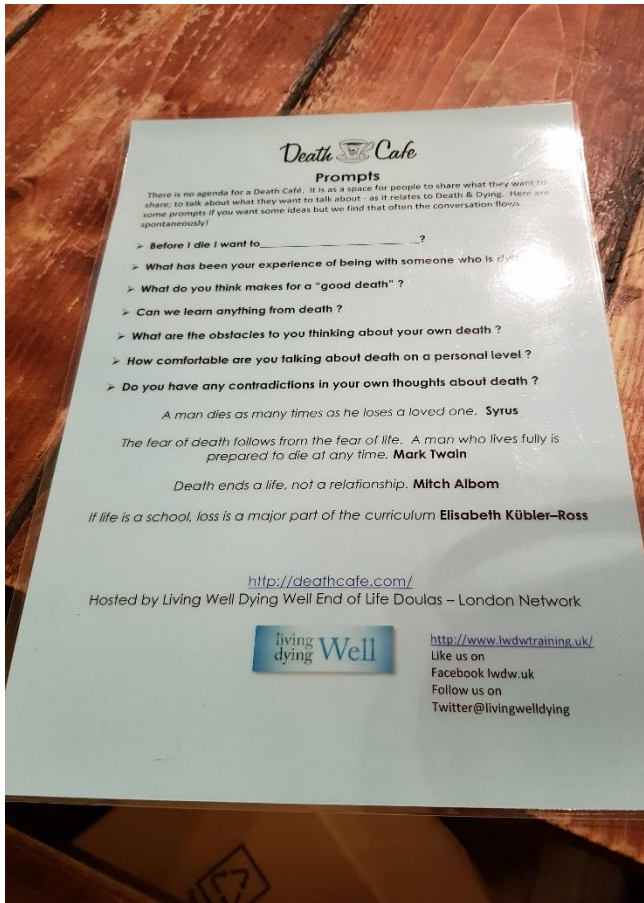 Death Cafe
Prompts
There is no agenda for a Death Café. It is as a space for people to share what they want to
share; to talk about what they want to talk about - as it relates to Death & Dying. Here are
some prompts if you want some ideas but we find that often the conversation flows
spontaneously!
➢ Before I die I want to__________________________?
➢ What has been your experience of being with someone who is
➢ What do you think makes for a "good death" ?
➢ Can we learn anything from death ?
➢ What are the obstacles to you thinking about your own death ?
➢ How comfortable are you talking about death on a personal level ?
➢ Do you have any contradictions in your own thoughts about death ?
A man dies as many times as he loses a loved one. Syrus
The fear of death follows from the fear of life. A man who lives fully is
prepared to die at any time. Mark Twain
Death ends a life, not a relationship. Mitch Albom
If life is a school, loss is a major part of the curriculum Elisabeth Kübler–Ross
http://deathcafe.com/
Hosted by Living Well Dying Well End of Life Doulas – London Network
living
dying Well
http://www.lwdwtraining.uk/
Like us on
Facebook lwdw.uk
Follow us on
Twitter@livingwelldying